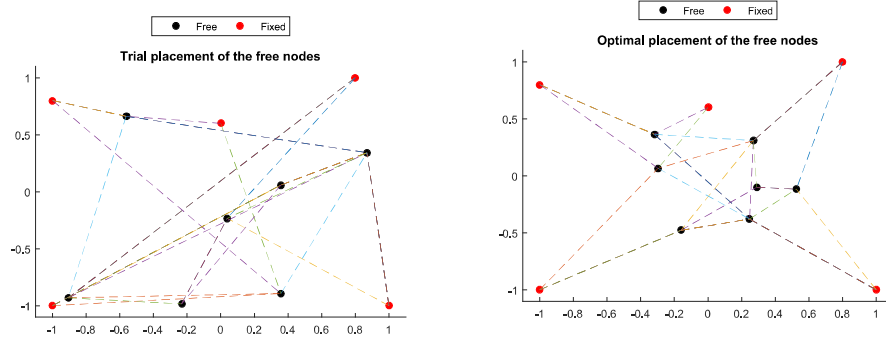 Free Fixed
Trial placement of the free nodes
1
0.5
0
-0.5
-1
-1 -0.8 -0.6 -0.4 -0.2 0 0.2 0.4 0.6 0.8 1
Free Fixed
Optimal placement of the free nodes
1
0.5
0
-0.5
-1
-1 -0.8 -0.6 -0.4 -0.2 0 0.2 0.4 0.6 0.8 1